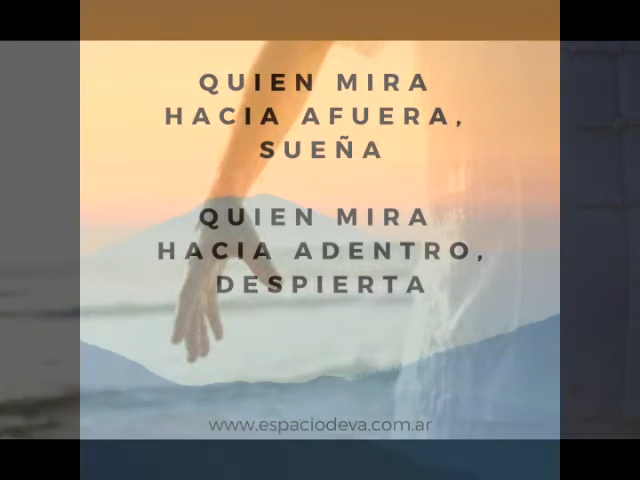 QUIEN MIRA
HACIA AFUERA,
SUEÑA
QUIEN MIRA
HACIA ADENTRO,
DESPIERTA
www.espaciodeva.com.ar